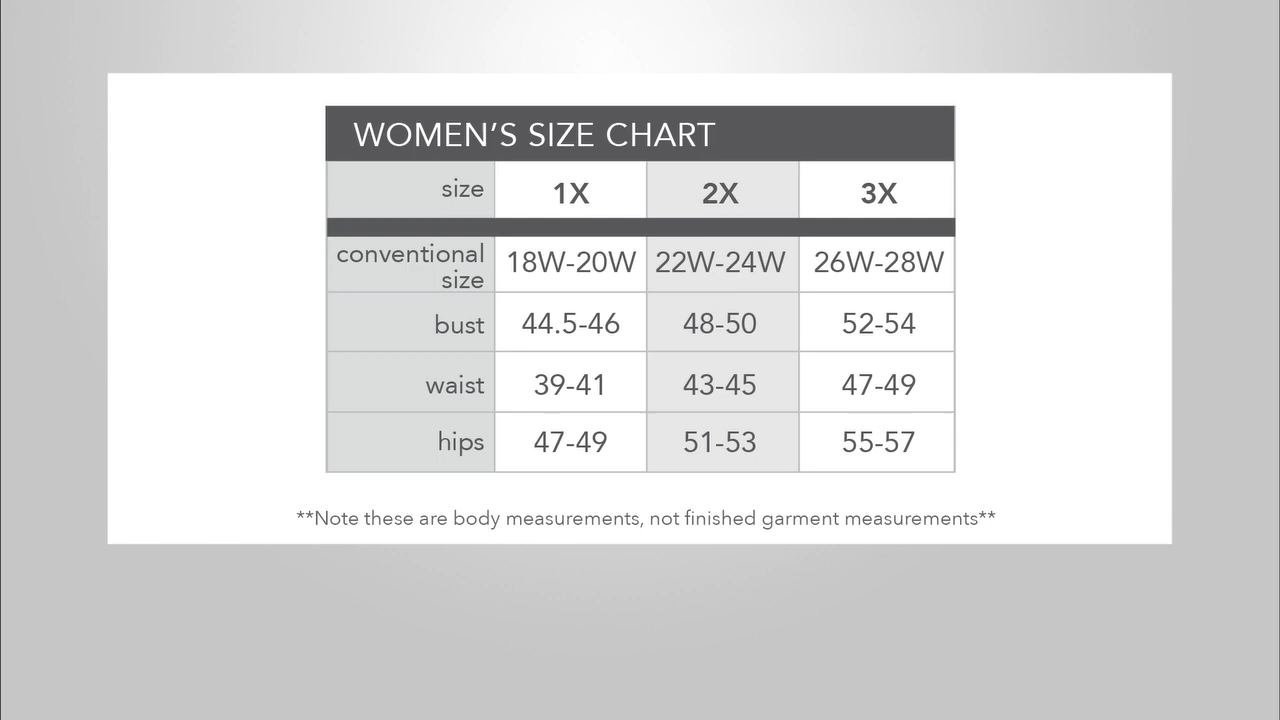 WOMEN’S SIZE CHART
size 1X 2X 3X
conventional size 18W-20W 22W-24W 26W-28W
bust 44.5-46 48-50 52-54
waist 39-41 43-45 47-49
hips 47-49 51-53 55-57
**Note these are body measurements, not finished garment measurements**